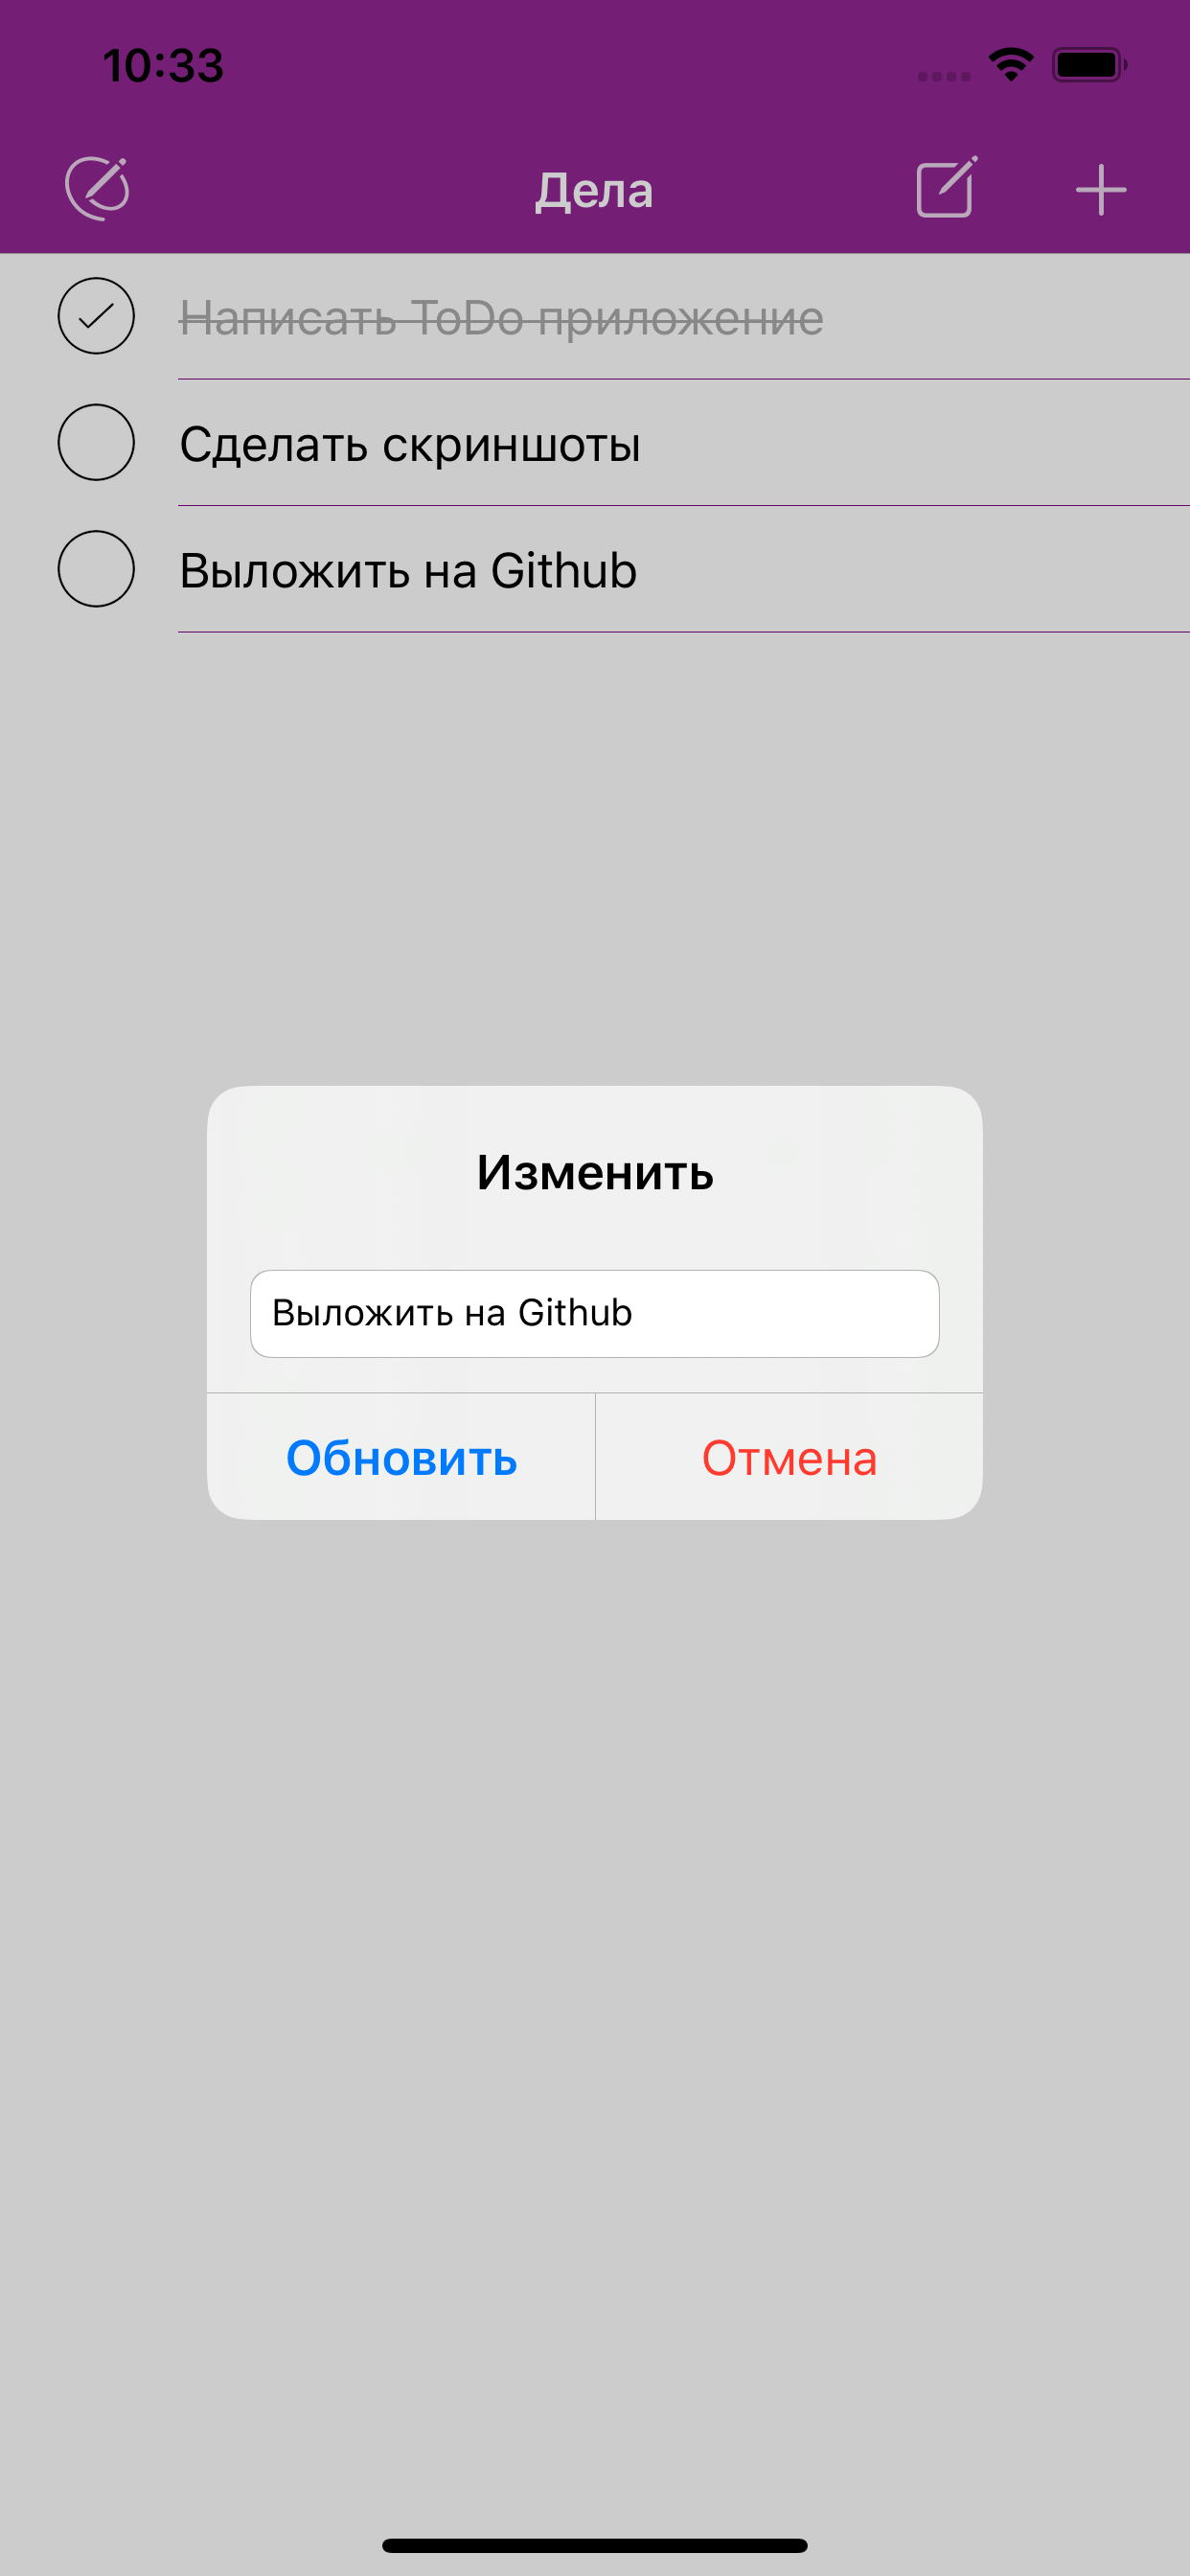 10:33
Дела
Написать ToDo приложение
Сделать скриншоты
Выложить на Github
Изменить
Выложить на Github
Обновить
Отмена